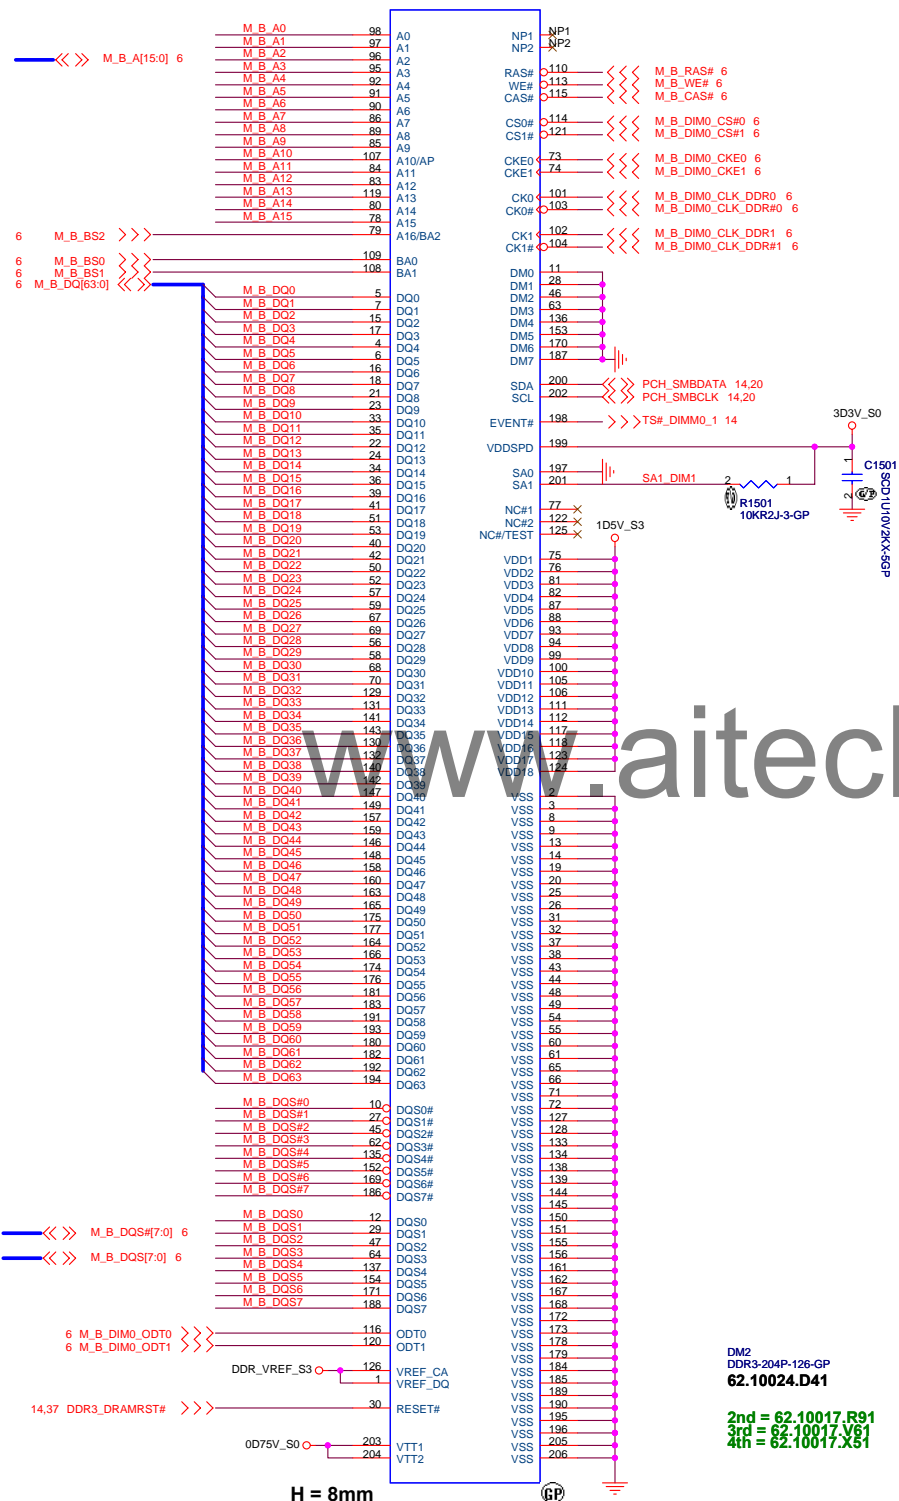 M_B_A[15:0] 6
M_B_A0 98 A0
M_B_A1 97 A1
M_B_A2 96 A2
M_B_A3 95 A3
M_B_A4 92 A4
M_B_A5 91 A5
M_B_A6 90 A6
M_B_A7 86 A7
M_B_A8 89 A8
M_B_A9 85 A9
M_B_A10 107 A10/AP
M_B_A11 84 A11
M_B_A12 83 A12
M_B_A13 119 A13
M_B_A14 80 A14
M_B_A15 78 A15
6 M_B_BS2 79 A16/BA2
6 M_B_BS0 109 BA0
6 M_B_BS1 108 BA1
6 M_B_DQ[63:0]
M_B_DQ0 5 DQ0
M_B_DQ1 7 DQ1
M_B_DQ2 15 DQ2
M_B_DQ3 17 DQ3
M_B_DQ4 4 DQ4
M_B_DQ5 6 DQ5
M_B_DQ6 16 DQ6
M_B_DQ7 18 DQ7
M_B_DQ8 21 DQ8
M_B_DQ9 23 DQ9
M_B_DQ10 33 DQ10
M_B_DQ11 35 DQ11
M_B_DQ12 22 DQ12
M_B_DQ13 24 DQ13
M_B_DQ14 34 DQ14
M_B_DQ15 36 DQ15
M_B_DQ16 39 DQ16
M_B_DQ17 41 DQ17
M_B_DQ18 51 DQ18
M_B_DQ19 53 DQ19
M_B_DQ20 40 DQ20
M_B_DQ21 42 DQ21
M_B_DQ22 50 DQ22
M_B_DQ23 52 DQ23
M_B_DQ24 57 DQ24
M_B_DQ25 59 DQ25
M_B_DQ26 67 DQ26
M_B_DQ27 69 DQ27
M_B_DQ28 56 DQ28
M_B_DQ29 58 DQ29
M_B_DQ30 68 DQ30
M_B_DQ31 70 DQ31
M_B_DQ32 129 DQ32
M_B_DQ33 131 DQ33
M_B_DQ34 141 DQ34
M_B_DQ35 143 DQ35
M_B_DQ36 130 DQ36
M_B_DQ37 132 DQ37
M_B_DQ38 140 DQ38
M_B_DQ39 142 DQ39
M_B_DQ40 147 DQ40
M_B_DQ41 149 DQ41
M_B_DQ42 157 DQ42
M_B_DQ43 159 DQ43
M_B_DQ44 146 DQ44
M_B_DQ45 148 DQ45
M_B_DQ46 158 DQ46
M_B_DQ47 160 DQ47
M_B_DQ48 163 DQ48
M_B_DQ49 165 DQ49
M_B_DQ50 175 DQ50
M_B_DQ51 177 DQ51
M_B_DQ52 164 DQ52
M_B_DQ53 166 DQ53
M_B_DQ54 174 DQ54
M_B_DQ55 176 DQ55
M_B_DQ56 181 DQ56
M_B_DQ57 183 DQ57
M_B_DQ58 191 DQ58
M_B_DQ59 193 DQ59
M_B_DQ60 180 DQ60
M_B_DQ61 182 DQ61
M_B_DQ62 192 DQ62
M_B_DQ63 194 DQ63
M_B_DQS#0 10 DQS0#
M_B_DQS#1 27 DQS1#
M_B_DQS#2 45 DQS2#
M_B_DQS#3 62 DQS3#
M_B_DQS#4 135 DQS4#
M_B_DQS#5 152 DQS5#
M_B_DQS#6 169 DQS6#
M_B_DQS#7 186 DQS7#
M_B_DQS#[7:0] 6
M_B_DQS[7:0] 6
M_B_DQS0 12 DQS0
M_B_DQS1 29 DQS1
M_B_DQS2 47 DQS2
M_B_DQS3 64 DQS3
M_B_DQS4 137 DQS4
M_B_DQS5 154 DQS5
M_B_DQS6 171 DQS6
M_B_DQS7 188 DQS7
6 M_B_DIM0_ODT0 116 ODT0
6 M_B_DIM0_ODT1 120 ODT1
DDR_VREF_S3 126 VREF_CA
1 VREF_DQ
14,37 DDR3_DRAMRST# 30 RESET#
0D75V_S0 203 VTT1
204 VTT2
H = 8mm
NP1 NP1
NP2 NP2
RAS# 110 M_B_RAS# 6
WE# 113 M_B_WE# 6
CAS# 115 M_B_CAS# 6
CS0# 114 M_B_DIM0_CS#0 6
CS1# 121 M_B_DIM0_CS#1 6
CKE0 73 M_B_DIM0_CKE0 6
CKE1 74 M_B_DIM0_CKE1 6
CK0 101 M_B_DIM0_CLK_DDR0 6
CK0# 103 M_B_DIM0_CLK_DDR#0 6
CK1 102 M_B_DIM0_CLK_DDR1 6
CK1# 104 M_B_DIM0_CLK_DDR#1 6
DM0 11
DM1 28
DM2 46
DM3 63
DM4 136
DM5 153
DM6 170
DM7 187
SDA 200 PCH_SMBDATA 14,20
SCL 202 PCH_SMBCLK 14,20
EVENT# 198 TS#_DIMM0_1 14
VDDSPD 199
3D3V_S0
SA0 197
SA1 201 SA1_DIM1
2 1
R1501
10KR2J-3-GP
1
2
C1501
SCD1U10V2KX-5GP
NC#1 77
NC#2 122
NC#/TEST 125
1D5V_S3
VDD1 75
VDD2 76
VDD3 81
VDD4 82
VDD5 87
VDD6 88
VDD7 93
VDD8 94
VDD9 99
VDD10 100
VDD11 105
VDD12 106
VDD13 111
VDD14 112
VDD15 117
VDD16 118
VDD17 123
VDD18 124
www.aitech
VSS 2
VSS 3
VSS 8
VSS 9
VSS 13
VSS 14
VSS 19
VSS 20
VSS 25
VSS 26
VSS 31
VSS 32
VSS 37
VSS 38
VSS 43
VSS 44
VSS 48
VSS 49
VSS 54
VSS 55
VSS 60
VSS 61
VSS 65
VSS 66
VSS 71
VSS 72
VSS 127
VSS 128
VSS 133
VSS 134
VSS 138
VSS 139
VSS 144
VSS 145
VSS 150
VSS 151
VSS 155
VSS 156
VSS 161
VSS 162
VSS 167
VSS 168
VSS 172
VSS 173
VSS 178
VSS 179
VSS 184
VSS 185
VSS 189
VSS 190
VSS 195
VSS 196
VSS 205
VSS 206
GP
DM2
DDR3-204P-126-GP
62.10024.D41
2nd = 62.10017.R91
3rd = 62.10017.V61
4th = 62.10017.X51